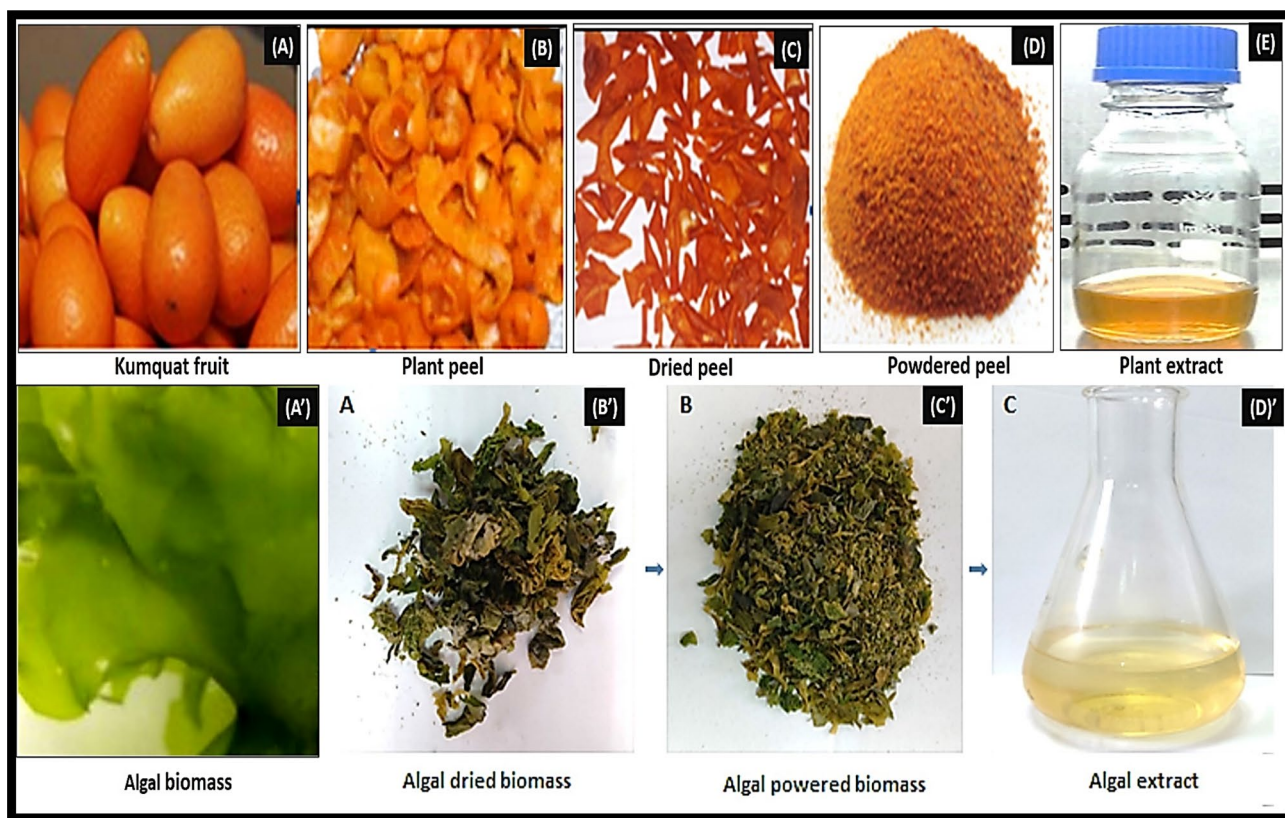 (A)
(B)
(C)
(D)
(E)
Kumquat fruit
Plant peel
Dried peel
Powdered peel
Plant extract
(A')
A
(B')
B
(C')
C
(D)'
Algal biomass
Algal dried biomass
Algal powered biomass
Algal extract